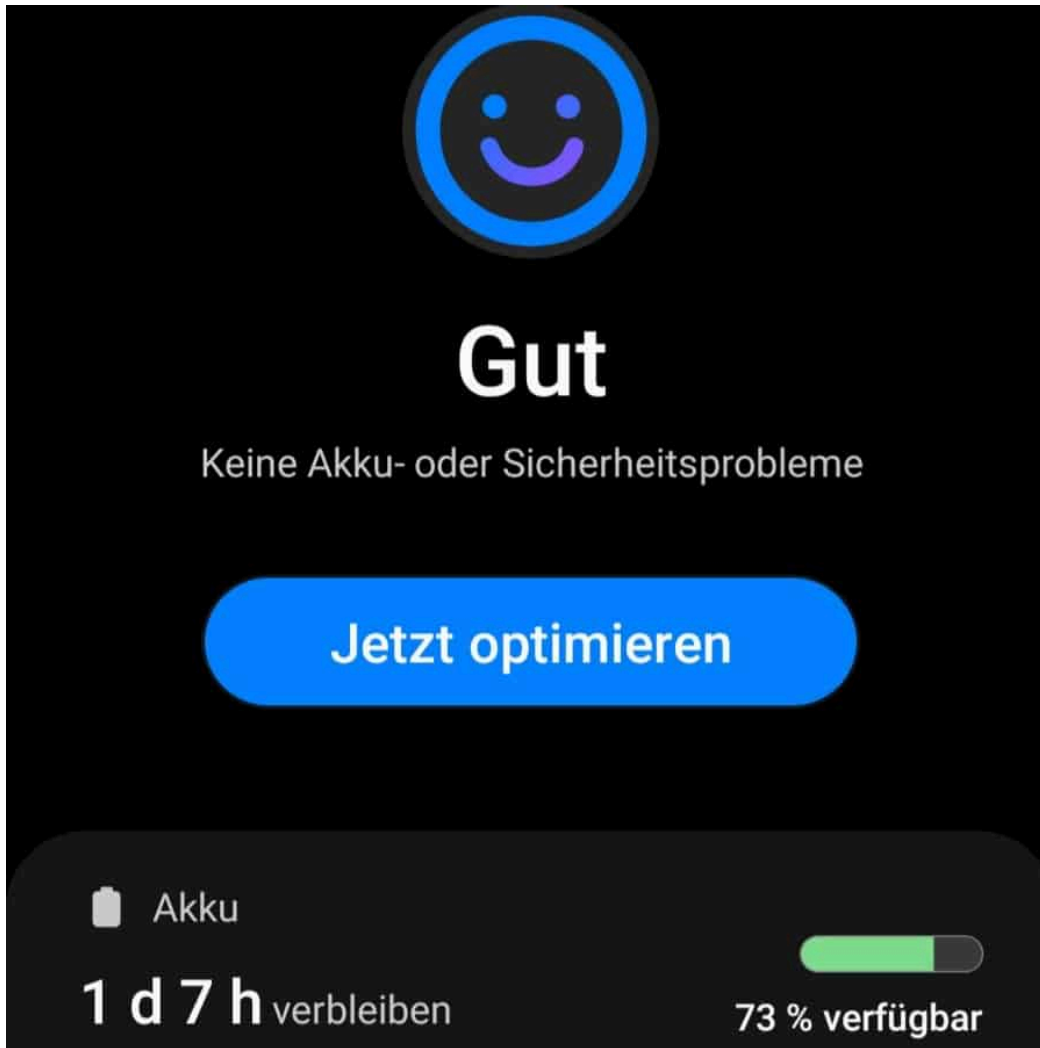 Gut
Keine Akku- oder Sicherheitsprobleme
Jetzt optimieren
Akku
1 d 7 h verbleiben
73 % verfügbar